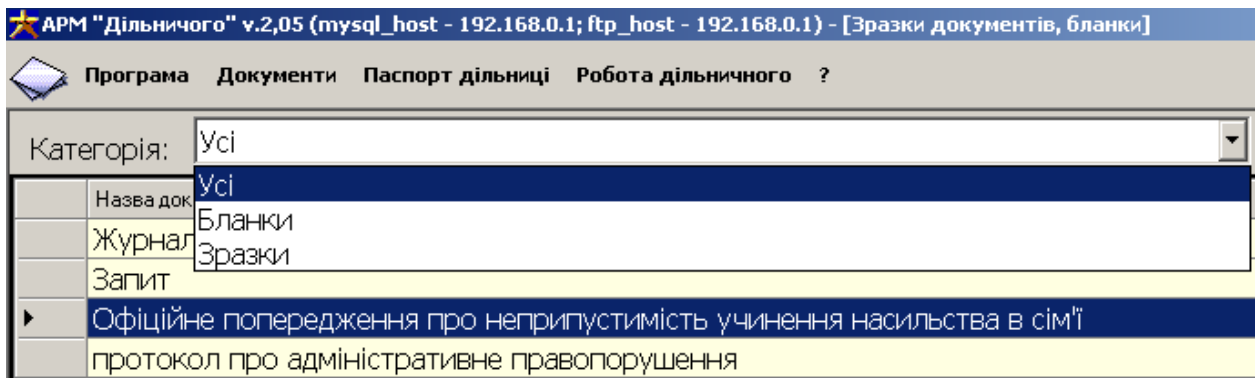 АРМ "Дільничого" v.2,05 (mysql_host - 192.168.0.1; ftp_host - 192.168.0.1) - [Зразки документів, бланки]
Програма Документи Паспорт дільниці Робота дільничного ?
Категорія: Усі
Усі
Назва док
Бланки
Журнал
Зразки
Запит
Офіційне попередження про неприпустимість учинення насильства в сім'ї
протокол про адміністративне правопорушення